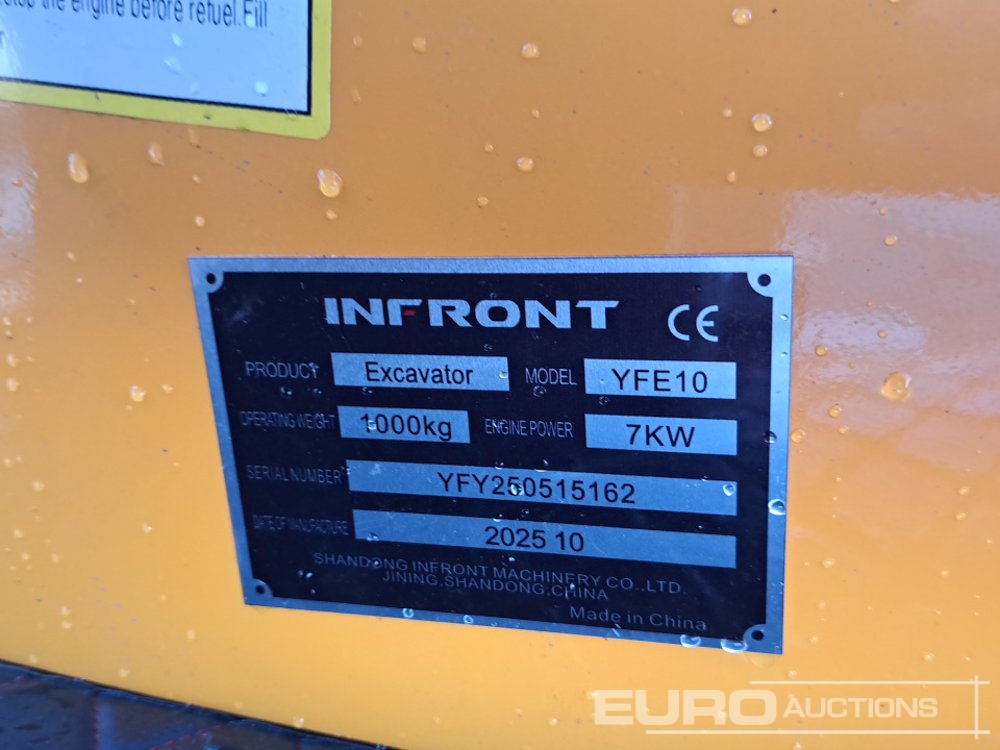 the engine before refuel.Fill
INFRONT CE
PRODUCT Excavator MODEL YFE10
OPERATING WEIGHT 1000kg ENGINE POWER 7KW
SERIAL NUMBER YFY250515162
DATE OF MANUFACTURE 2025 10
SHANDONG INFRONT MACHINERY CO.,LTD.
JINING,SHANDONG,CHINA
Made in China
EURO AUCTIONS